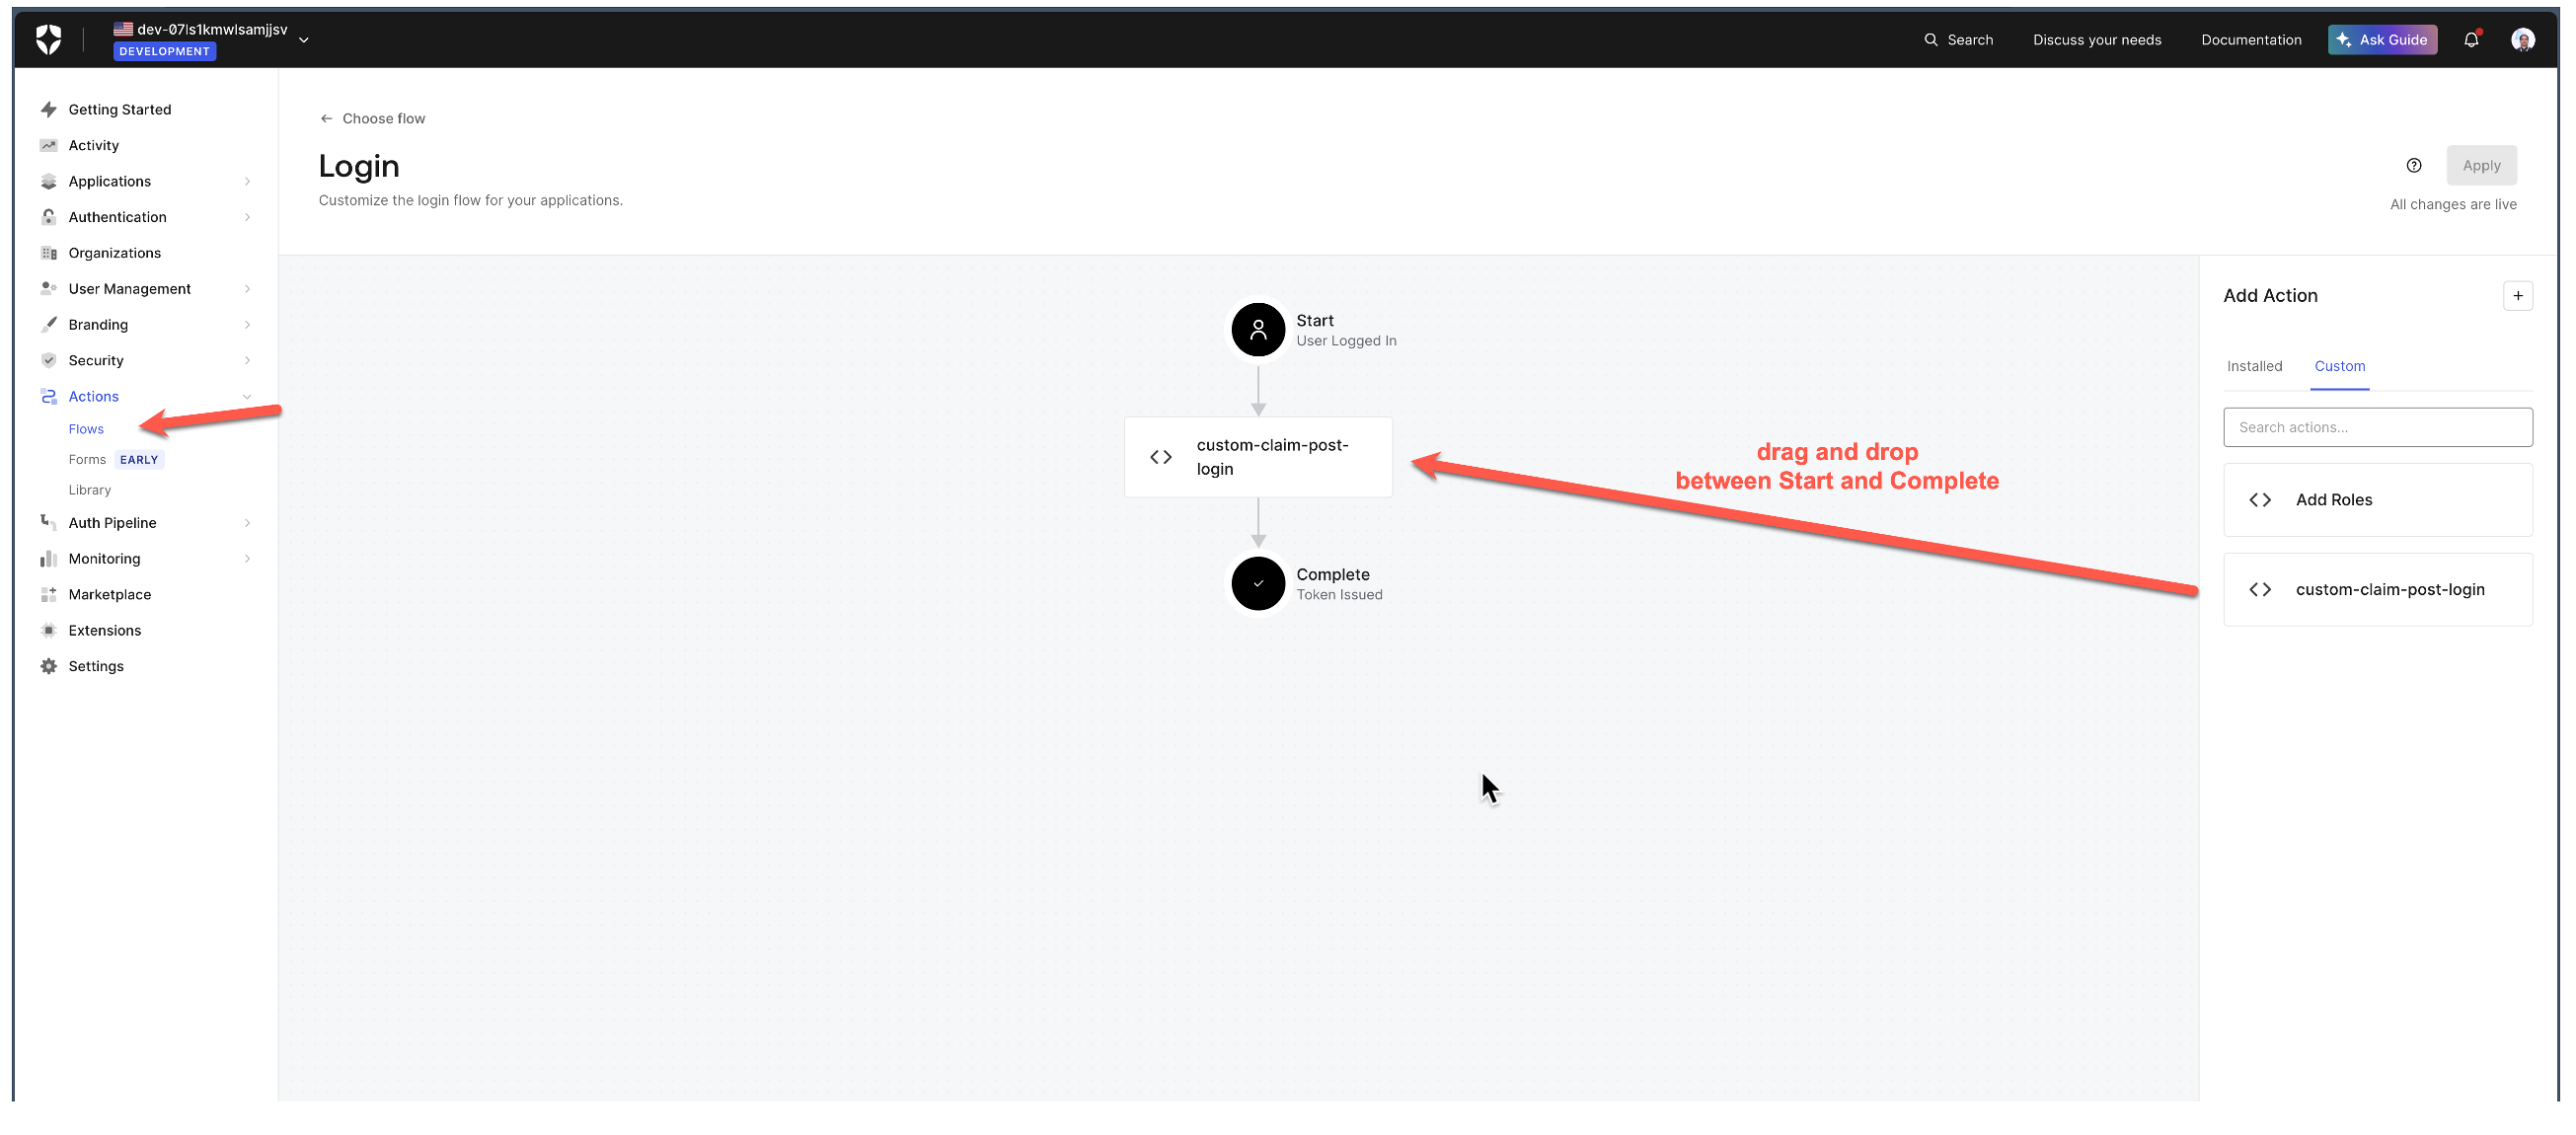 dev-07ls1kmwlsamjjsv
DEVELOPMENT
Search
Discuss your needs
Documentation
Ask Guide
Getting Started
Activity
Applications
Authentication
Organizations
User Management
Branding
Security
Actions
Flows
Forms EARLY
Library
Auth Pipeline
Monitoring
Marketplace
Extensions
Settings
Choose flow
Login
Customize the login flow for your applications.
Apply
All changes are live
Start
User Logged In
custom-claim-post-
login
Complete
Token Issued
drag and drop
between Start and Complete
Add Action
Installed
Custom
Search actions...
Add Roles
custom-claim-post-login